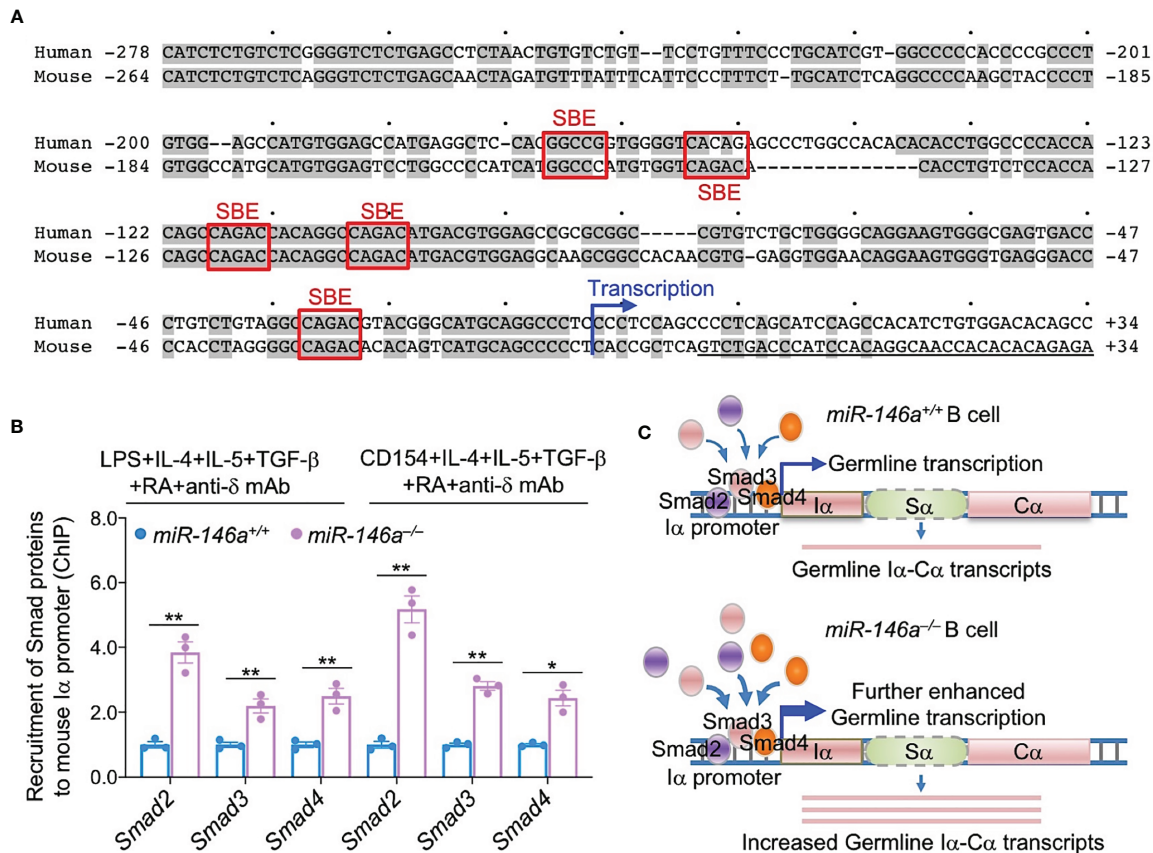 A
Human -278 CATCTCTGTCTCGGGGTCTCTGAGCCTCTAACTGTGTCTGT--TCCTGTTTCCCTGCATCGT-GGCCCCCACCCCGCCCT -201
Mouse -264 CATCTCTGTCTCAGGGTCTCTGAGCAACTAGATGTTTATTTCATTCCCTTTCT-TGCATCTCAGGCCCCAAGCTACCCCT -185
SBE
Human -200 GTGG--AGCCATGTGGAGCCATGAGGCTC-CACGGCCGGTGGGGTCACAGAGCCCTGGCCACACACACCTGGCCCCACCA -123
Mouse -184 GTGGCCATGCATGTGGAGTCCTGGCCCCATCATGGCCCATGTGGTCAGACA--------------CACCTGTCTCCACCA -127
SBE
SBE SBE
Human -122 CAGCCAGACCACAGGCCAGACATGACGTGGAGCCGCGCGGC-----CGTGTCTGCTGGGGCAGGAAGTGGGCGAGTGACC -47
Mouse -126 CAGCCAGACCACAGGCCAGACATGACGTGGAGGCAAGCGGCCACAACGTG-GAGGTGGAACAGGAAGTGGGTGAGGGACC -47
SBE Transcription
Human -46 CTGTCTGTAGGCCAGACGTACGGGCATGCAGGCCCCTCCCCTCCAGCCCCTCAGCATCCAGCCACATCTGTGGACACAGCC +34
Mouse -46 CCACCTAGGGGCCAGACACACAGTCATGCAGCCCCCTCACCGCTCAGTCTGACCCATCCACAGGCAACCACACACAGAGA +34
B
LPS+IL-4+IL-5+TGF-β
+RA+anti-δ mAb
CD154+IL-4+IL-5+TGF-β
+RA+anti-δ mAb
Recruitment of Smad proteins
to mouse Iα promoter (ChIP)
8.0
6.0
4.0
2.0
0.0
miR-146a+/+ miR-146a–/–
** ** ** ** ** *
Smad2 Smad3 Smad4 Smad2 Smad3 Smad4
C
miR-146a+/+ B cell
Germline transcription
Smad3
Smad2 Smad4
Iα promoter
Iα Sα Cα
Germline Iα-Cα transcripts
miR-146a–/– B cell
Further enhanced
Germline transcription
Smad3
Smad2 Smad4
Iα promoter
Iα Sα Cα
Increased Germline Iα-Cα transcripts